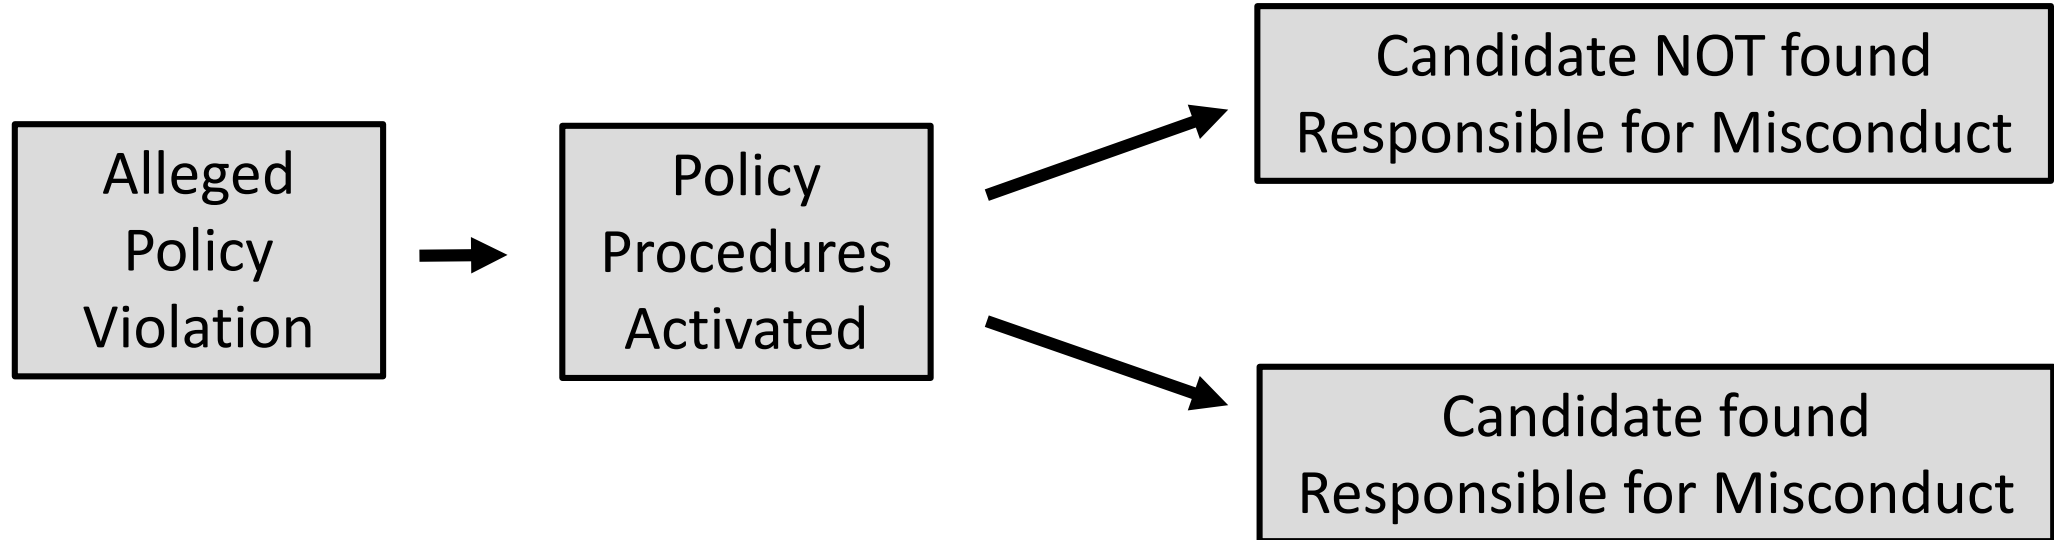 Alleged
Policy
Violation
Policy
Procedures
Activated
Candidate NOT found
Responsible for Misconduct
Candidate found
Responsible for Misconduct